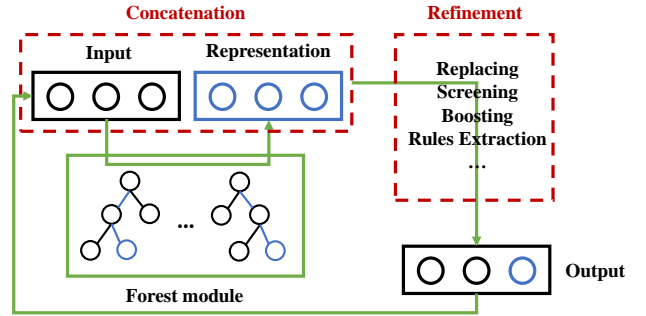 Concatenation
Refinement
Input
Representation
Replacing
Screening
Boosting
Rules Extraction
...
...
Output
Forest module